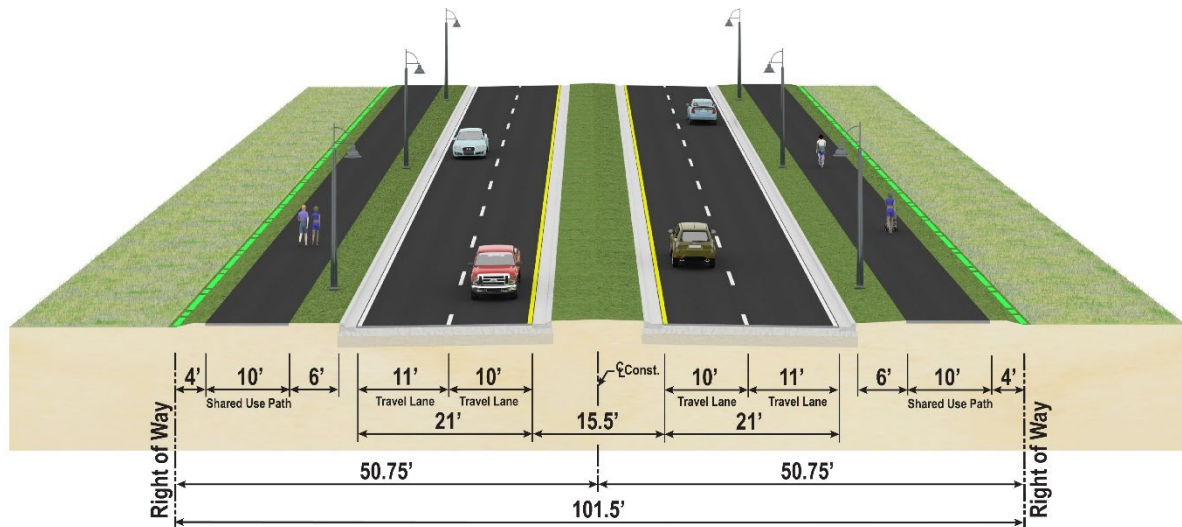 4' 10' 6' 11' 10' ℄ Const. 10' 11' 6' 10' 4'
Shared Use Path Travel Lane Travel Lane Travel Lane Travel Lane Shared Use Path
21' 15.5' 21'
Right of Way
50.75' 50.75'
Right of Way
101.5'